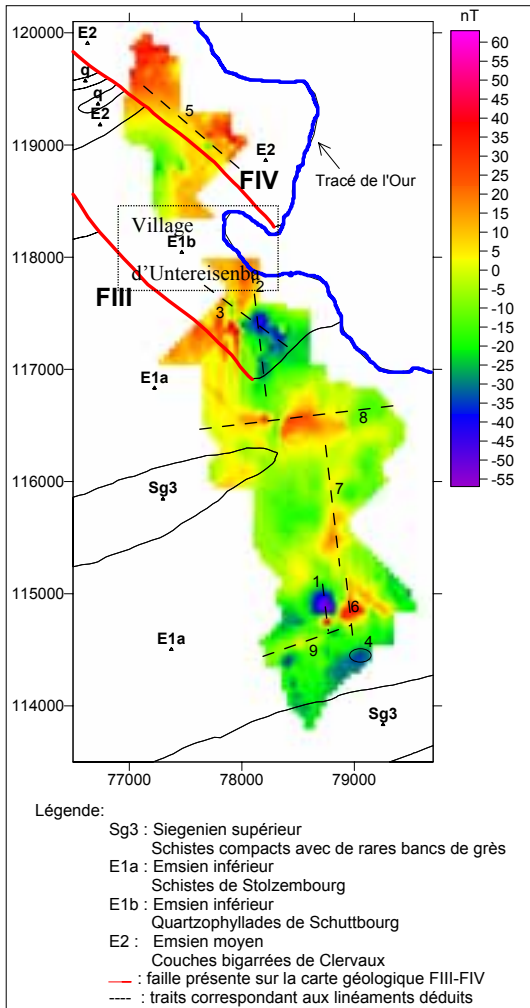 nT
120000
119000
118000
117000
116000
115000
114000
77000
78000
79000
60
55
50
45
40
35
30
25
20
15
10
5
0
-5
-10
-15
-20
-25
-30
-35
-40
-45
-50
-55
E2
q
q
E2
5
E2
FIV
Tracé de l'Our
Village
E1b
d'Untereisenba
FIII
2
3
E1a
8
Sg3
7
1
6
E1a
9
4
Sg3
Légende:
Sg3 : Siegenien supérieur
Schistes compacts avec de rares bancs de grès
E1a : Emsien inférieur
Schistes de Stolzembourg
E1b : Emsien inférieur
Quartzophyllades de Schuttbourg
E2 : Emsien moyen
Couches bigarrées de Clervaux
: faille présente sur la carte géologique FIII-FIV
---- : traits correspondant aux linéaments déduits